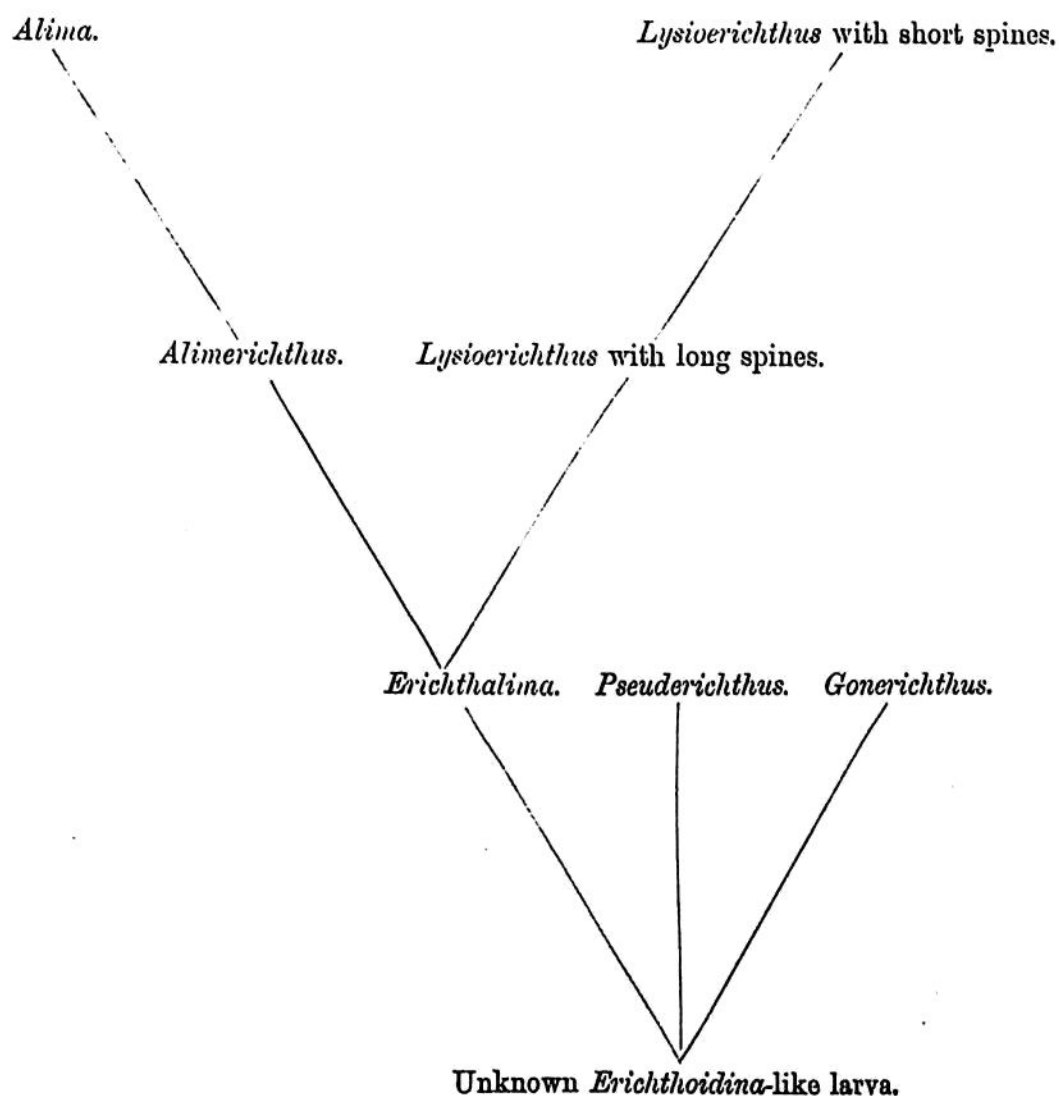 Alima.
Lysioerichthus with short spines.
Alimerichthus.
Lysioerichthus with long spines.
Erichthalima.
Pseuderichthus.
Gonerichthus.
Unknown Erichthoidina-like larva.